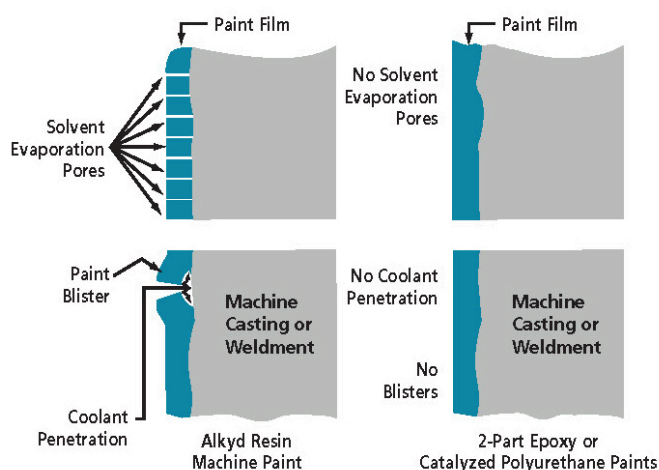 Paint Film
Solvent
Evaporation
Pores
Paint
Blister
Coolant
Penetration
Machine
Casting or
Weldment
Alkyd Resin
Machine Paint
Paint Film
No Solvent
Evaporation
Pores
No Coolant
Penetration
Machine
Casting or
Weldment
No
Blisters
2-Part Epoxy or
Catalyzed Polyurethane Paints